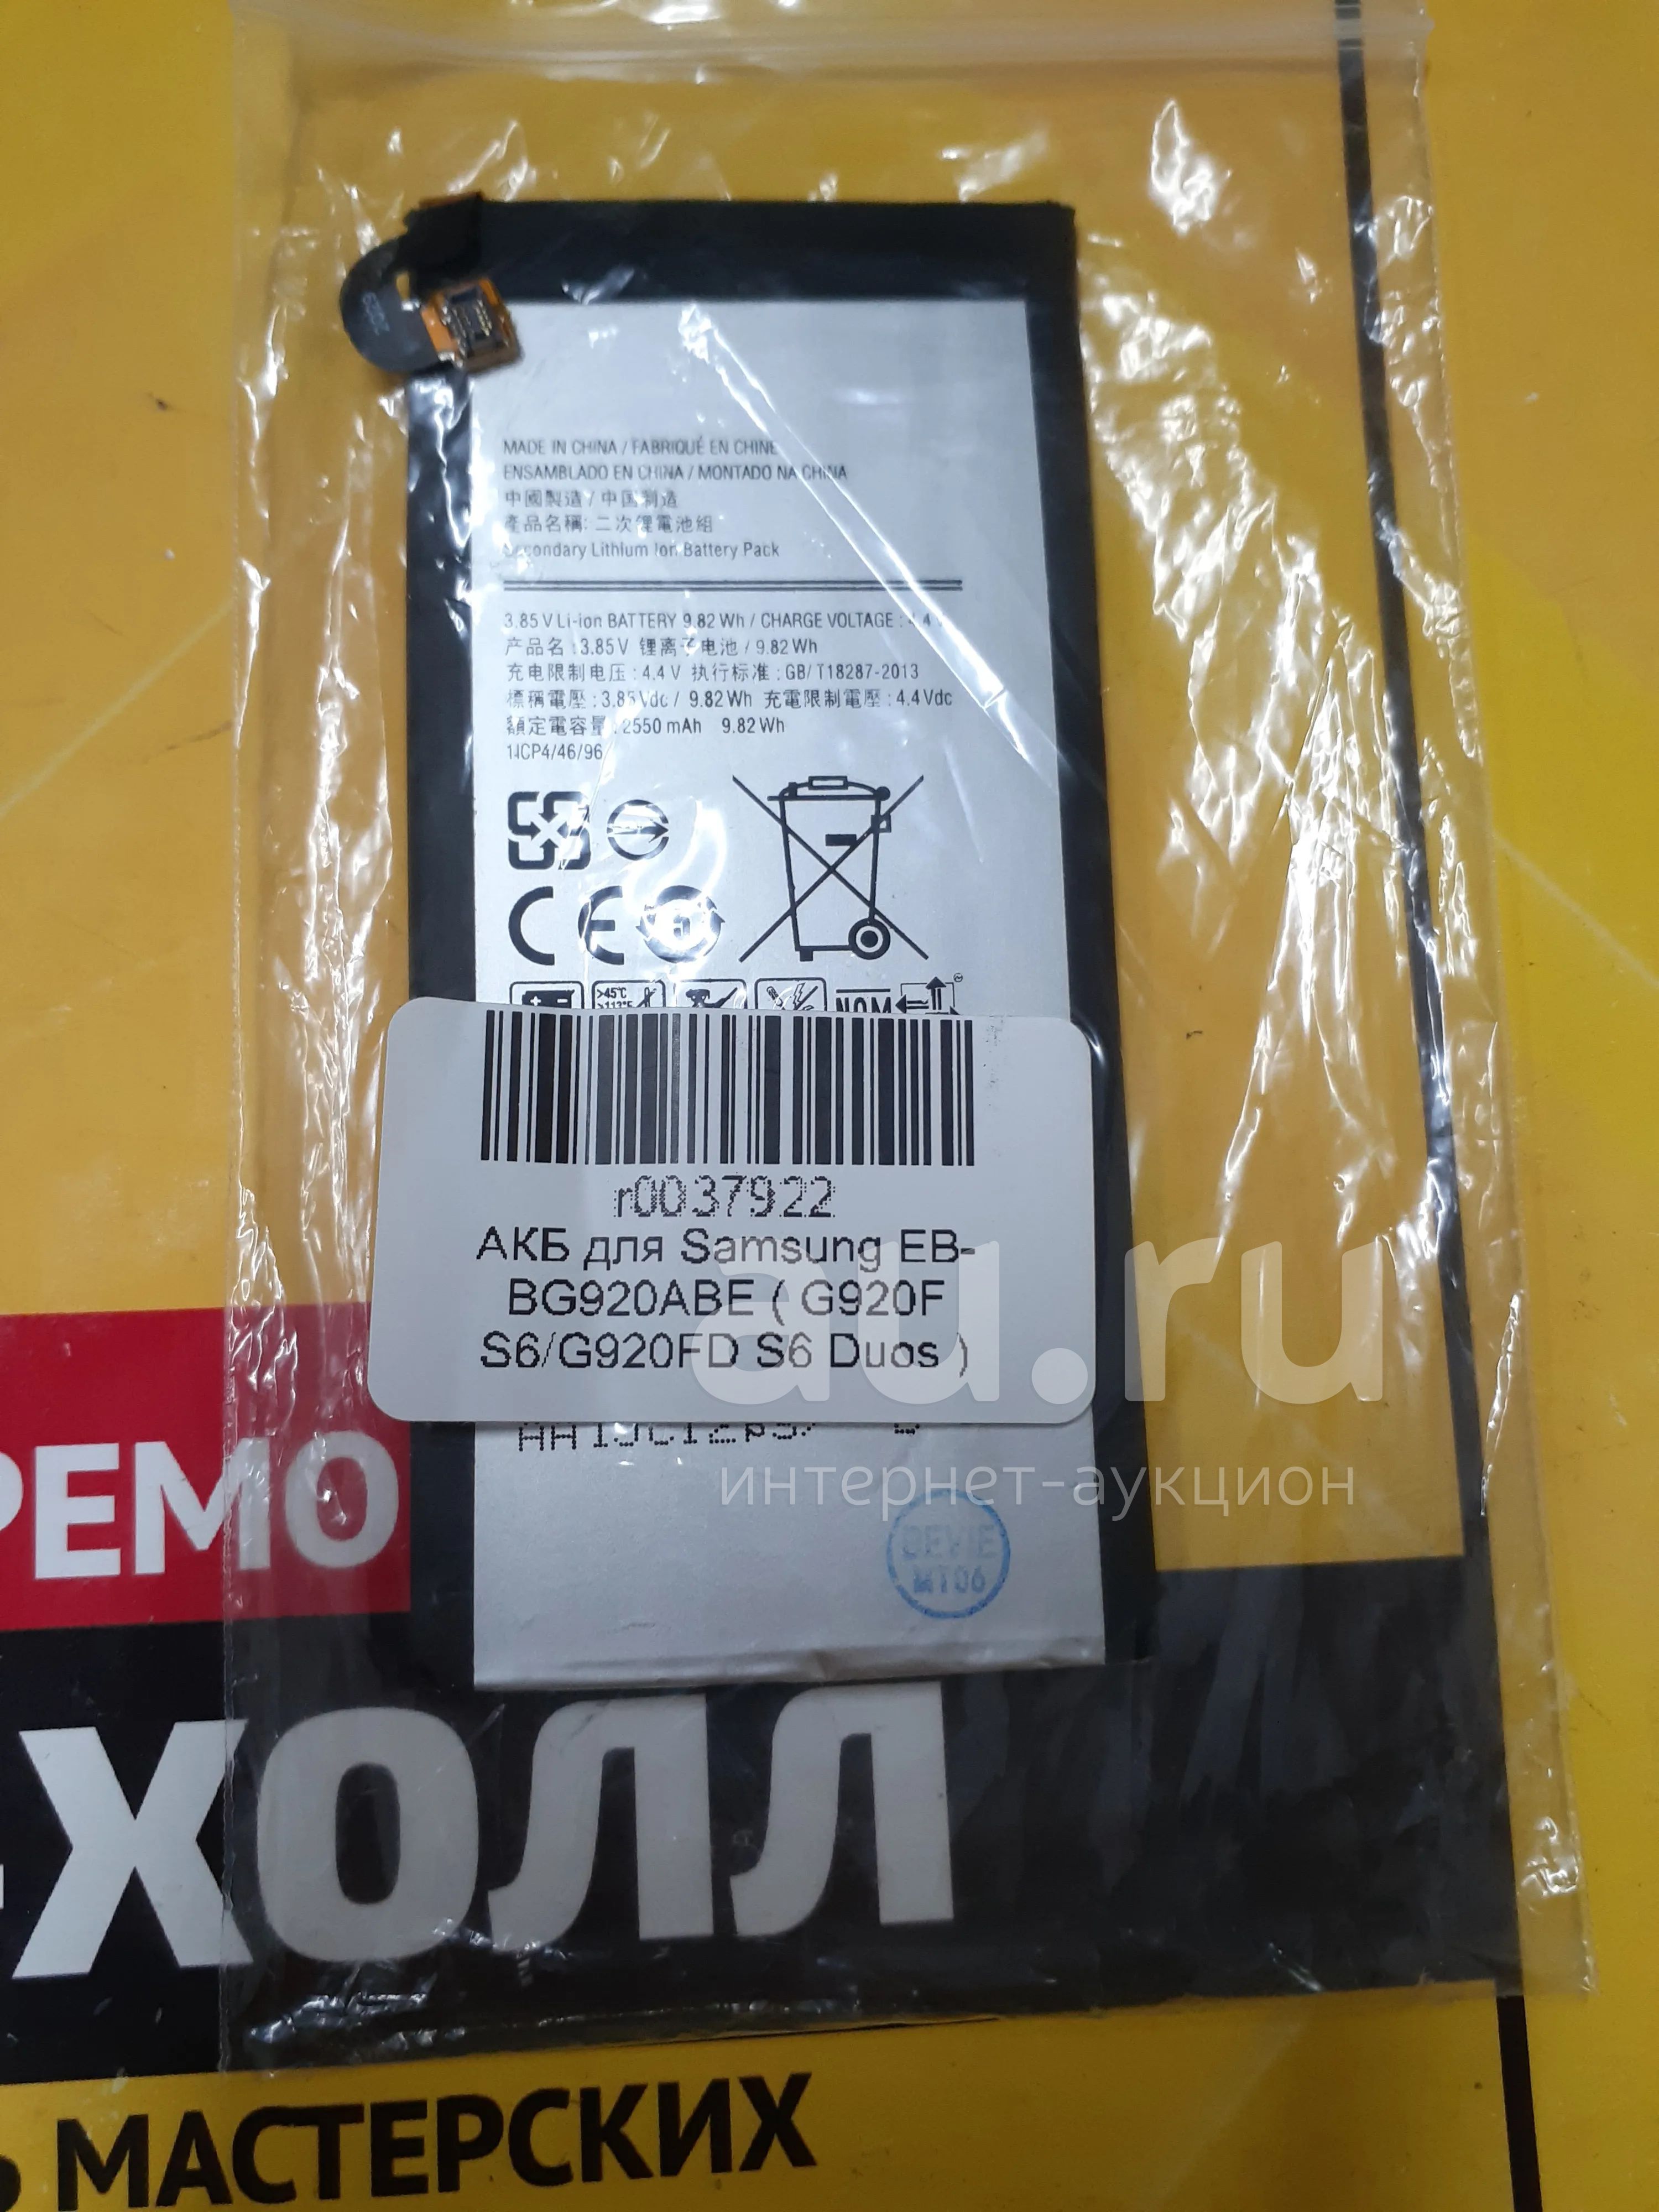 MADE IN CHINA / FABRIQUÉ EN CHINE
ENSAMBLADO EN CHINA / MONTADO NA CHINA
中國製造 / 中国制造
產品名稱: 二次鋰電池組
Secondary Lithium Ion Battery Pack
3.85 V Li-ion BATTERY 9.82 Wh / CHARGE VOLTAGE :
产品名 : 3.85 V 锂离子电池 / 9.82 Wh
充电限制电压 : 4.4 V 执行标准 : GB/T18287-2013
標稱電壓 : 3.85 Vdc / 9.82 Wh 充電限制電壓 : 4.4 Vdc
額定電容量 : 2550 mAh 9.82 Wh
1ICP4/46/96
CE
>45°C
NOM
r0037922
АКБ для Samsung EB-
BG920ABE ( G920F
S6/G920FD S6 Duos )
au.ru
интернет-аукцион
MT06
РЕМО
-ХОЛЛ
Ь МАСТЕРСКИХ